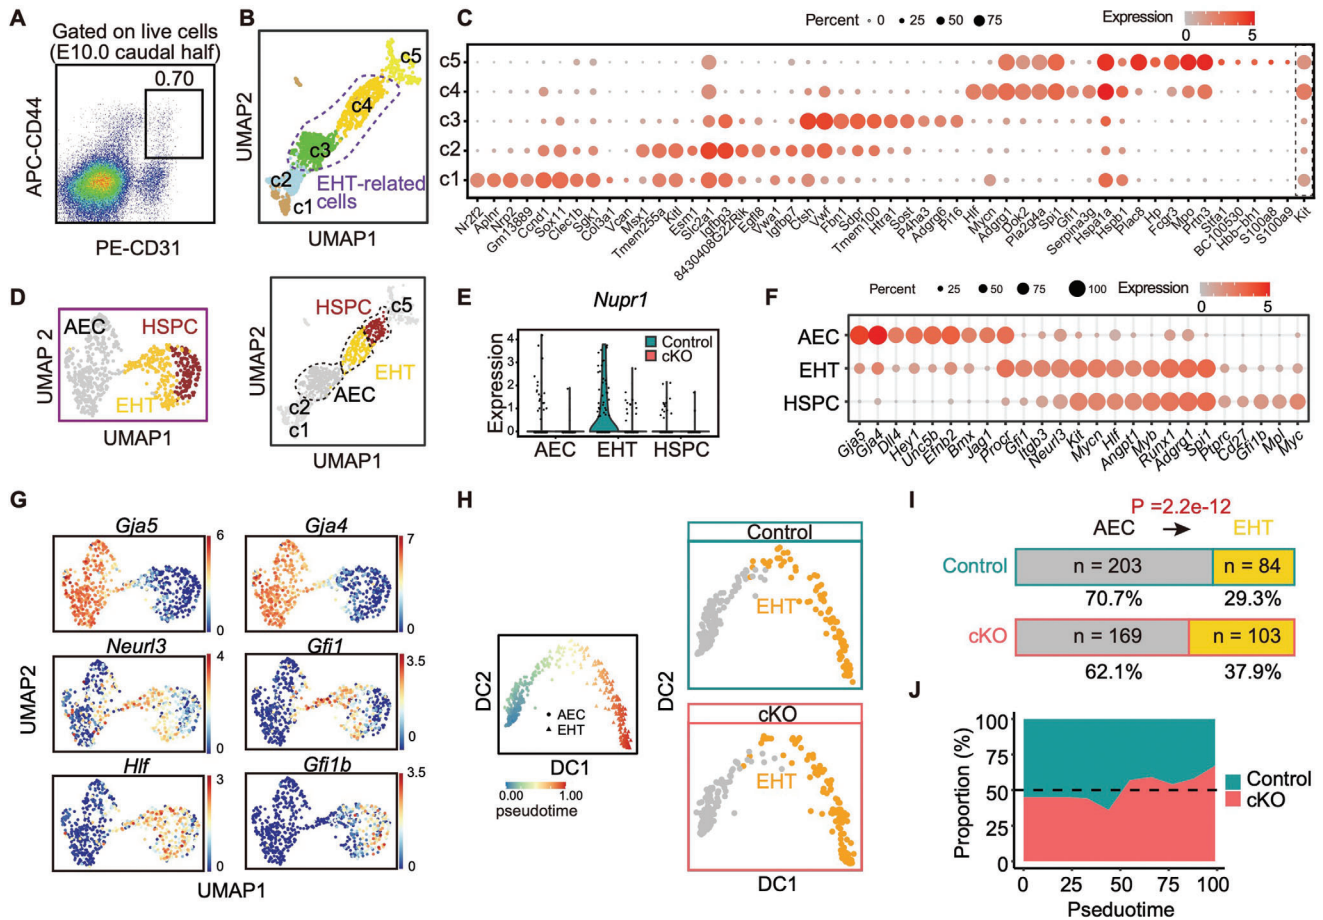 A
Gated on live cells
(E10.0 caudal half)
0.70
APC-CD44
PE-CD31
B
c5
c4
c3
c2
c1
EHT-related
cells
UMAP2
UMAP1
C
Percent 0 25 50 75
Expression
0 5
c5
c4
c3
c2
c1
Nr2f2 Aplnr Nrp2 Gm13889 Ccnd1 Sox11 Clec1b Sgk1 Col3a1 Vcan Msx1 Tmem255a Kitl Esm1 Slc2a1 Igfbp3 8430408G22Rik Egfl8 Vwa1 Igfbp7 Ctsh Vwf Fbn1 Sdpr Tmem100 Htra1 Sost P4ha3 Adgrg6 Pi16 Hlf Mycn Adgrg1 Dok2 Pla2g4a Spi1 Gfi1 Serpina3g Hspa1a Hspb1 Plac8 Hp Fcgr3 Mpo Prtn3 BC100530 Hbb-bh1 S100a8 S100a9 Kit
D
UMAP 2
AEC
HSPC
EHT
UMAP1
UMAP2
HSPC
c5
EHT
AEC
c2
c1
UMAP1
E
Nupr1
Expression
4
3
2
1
0
Control
cKO
AEC EHT HSPC
F
Percent 25 50 75 100
Expression
0 5
AEC
EHT
HSPC
Gja5 Gja4 Dll4 Hey1 Unc5b Efnb2 Bmx Jag1 Procr Gfi1 Itgb3 Neurl3 Kit Mycn Hlf Angpt1 Myb Runx1 Adgrg1 Spi1 Ptprc Cd27 Gfi1b Mpl Myc
G
Gja5
6
0
Gja4
7
0
Neurl3
4
0
Gfi1
3.5
0
Hlf
3
0
Gfi1b
3.5
0
UMAP2
UMAP1
H
DC2
AEC
EHT
DC1
0.00 1.00
pseudotime
Control
EHT
DC2
cKO
EHT
DC1
I
P =2.2e-12
AEC EHT
Control
n = 203 n = 84
70.7% 29.3%
cKO
n = 169 n = 103
62.1% 37.9%
J
Proportion (%)
100
75
50
25
0
Control
cKO
0 25 50 75 100
Pseduotime